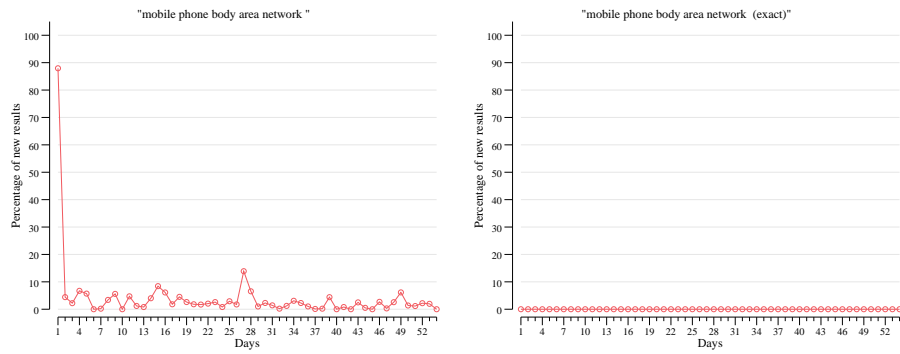 "mobile phone body area network "
Percentage of new results
100
90
80
70
60
50
40
30
20
10
0
1 4 7 10 13 16 19 22 25 28 31 34 37 40 43 46 49 52
Days
"mobile phone body area network  (exact)"
Percentage of new results
100
90
80
70
60
50
40
30
20
10
0
1 4 7 10 13 16 19 22 25 28 31 34 37 40 43 46 49 52
Days